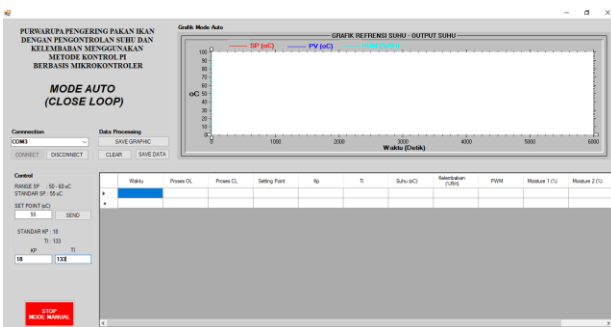 PURWARUPA PENGERING PAKAN IKAN
DENGAN PENGONTROLAN SUHU DAN
KELEMBABAN MENGGUNAKAN
METODE KONTROL PI
BERBASIS MIKROKONTROLER
MODE AUTO
(CLOSE LOOP)
Connection
COM3
CONNECT DISCONNECT
Data Processing
SAVE GRAPHIC
CLEAR SAVE DATA
Grafik Mode Auto
GRAFIK REFRENSI SUHU - OUTPUT SUHU
SP (oC) PV (oC)
100
90
80
70
60
50
40
30
20
10
0
oC
0 1000 2000 3000 4000 5000 6000
Waktu (Detik)
Control
RANGE SP : 50 - 60 oC
STANDAR SP : 55 oC
SET POINT (oC)
55 SEND
STANDAR KP : 18
TI : 133
KP TI
18 133
STOP
MODE MANUAL
Waktu Proses OL Proses CL Setting Point Kp Ti Suhu (oC) Kelembaban (%RH) PWM Moisture 1 (%) Moisture 2 (%)